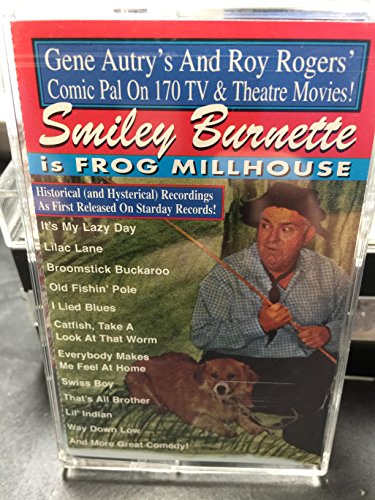 Gene Autry's And Roy Rogers'
Comic Pal On 170 TV & Theatre Movies!
Smiley Burnette
is FROG MILLHOUSE
Historical (and Hysterical) Recordings
As First Released On Starday Records!
It's My Lazy Day
Lilac Lane
Broomstick Buckaroo
Old Fishin' Pole
I Lied Blues
Catfish, Take A
Look At That Worm
Everybody Makes
Me Feel At Home
Swiss Boy
That's All Brother
Lil' Indian
Way Down Low
And More Great Comedy!